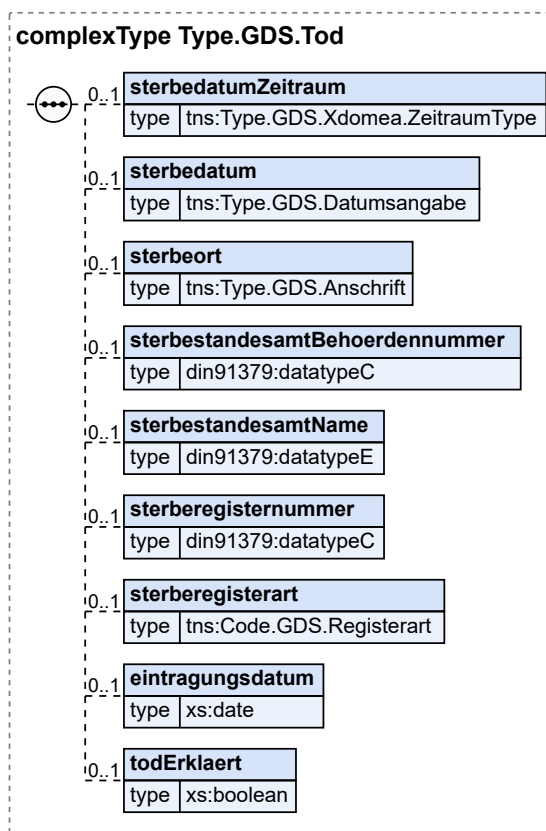 complexType Type.GDS.Tod
0..1 sterbedatumZeitraum
type tns:Type.GDS.Xdomea.ZeitraumType
0..1 sterbedatum
type tns:Type.GDS.Datumsangabe
0..1 sterbeort
type tns:Type.GDS.Anschrift
0..1 sterbestandesamtBehoerdennummer
type din91379:datatypeC
0..1 sterbestandesamtName
type din91379:datatypeE
0..1 sterberegisternummer
type din91379:datatypeC
0..1 sterberegisterart
type tns:Code.GDS.Registerart
0..1 eintragungsdatum
type xs:date
0..1 todErklaert
type xs:boolean